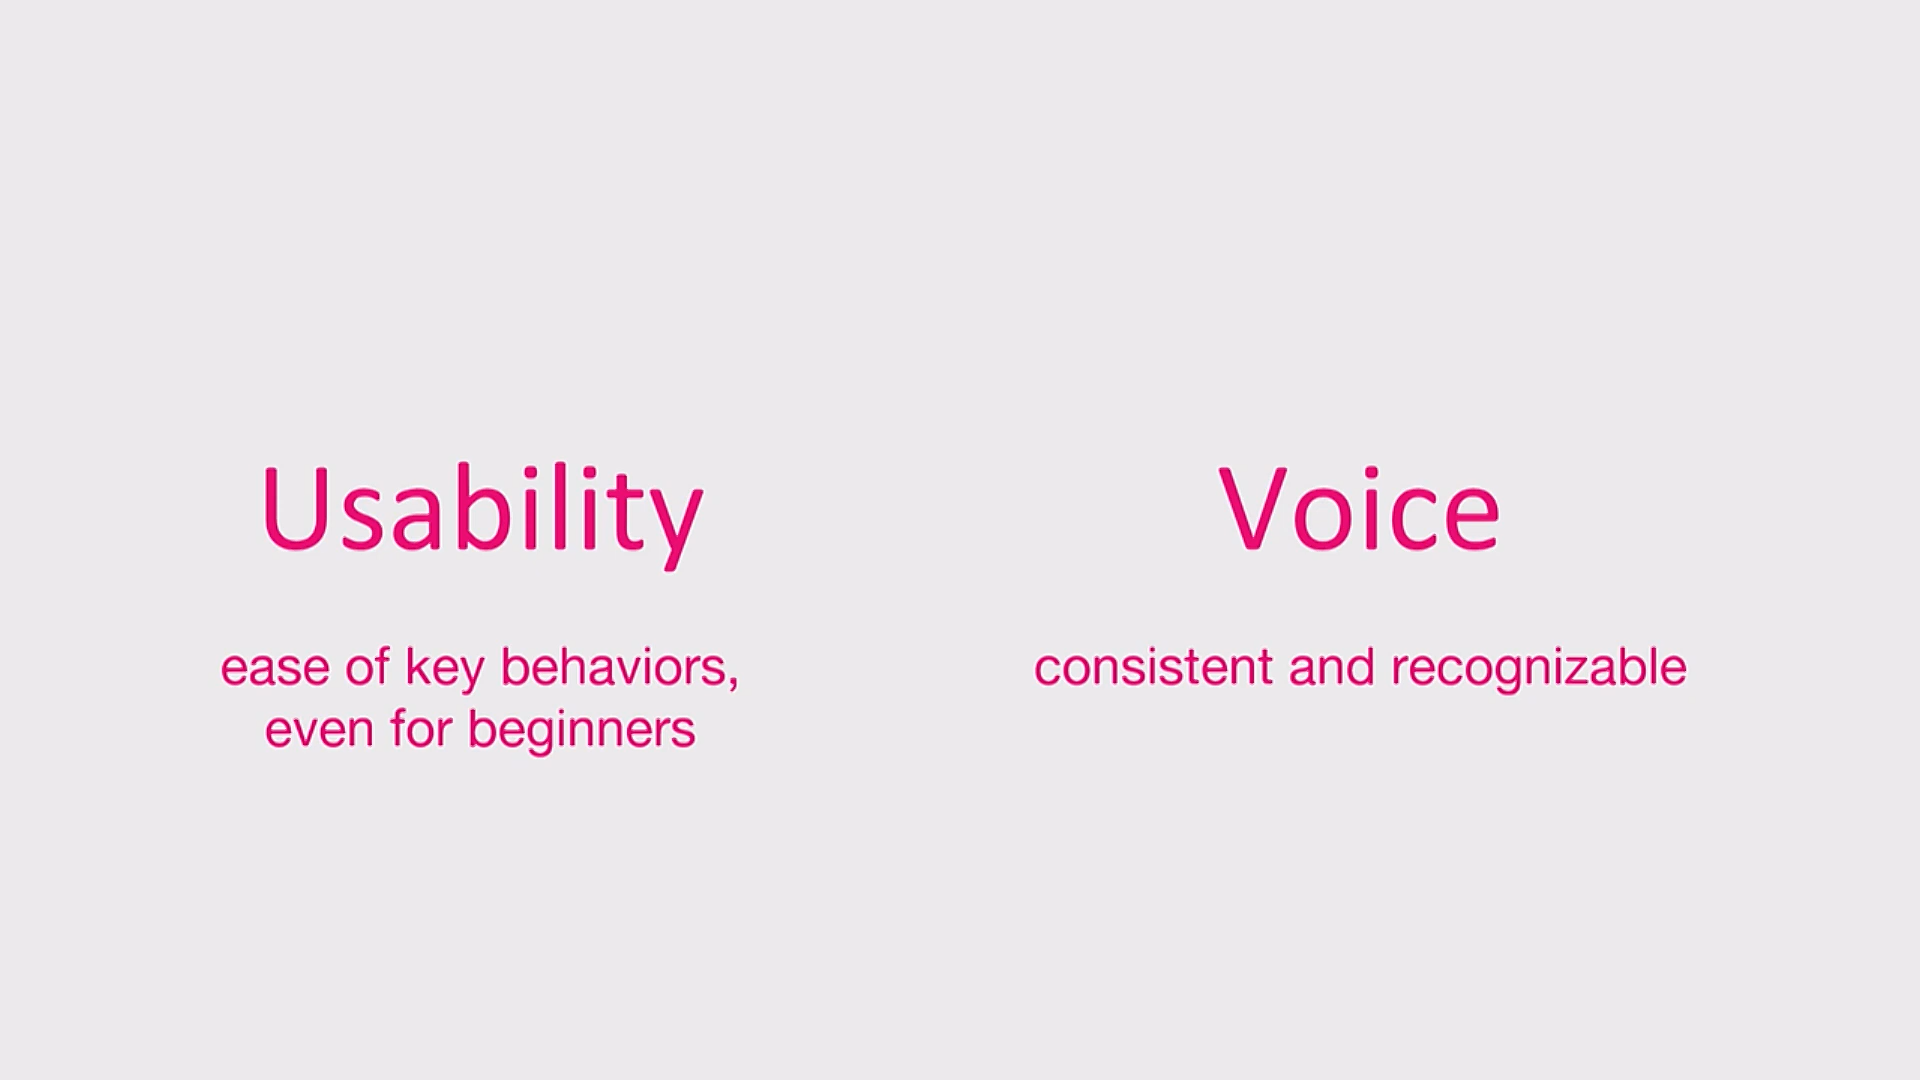 Usability
ease of key behaviors,
even for beginners
Voice
consistent and recognizable